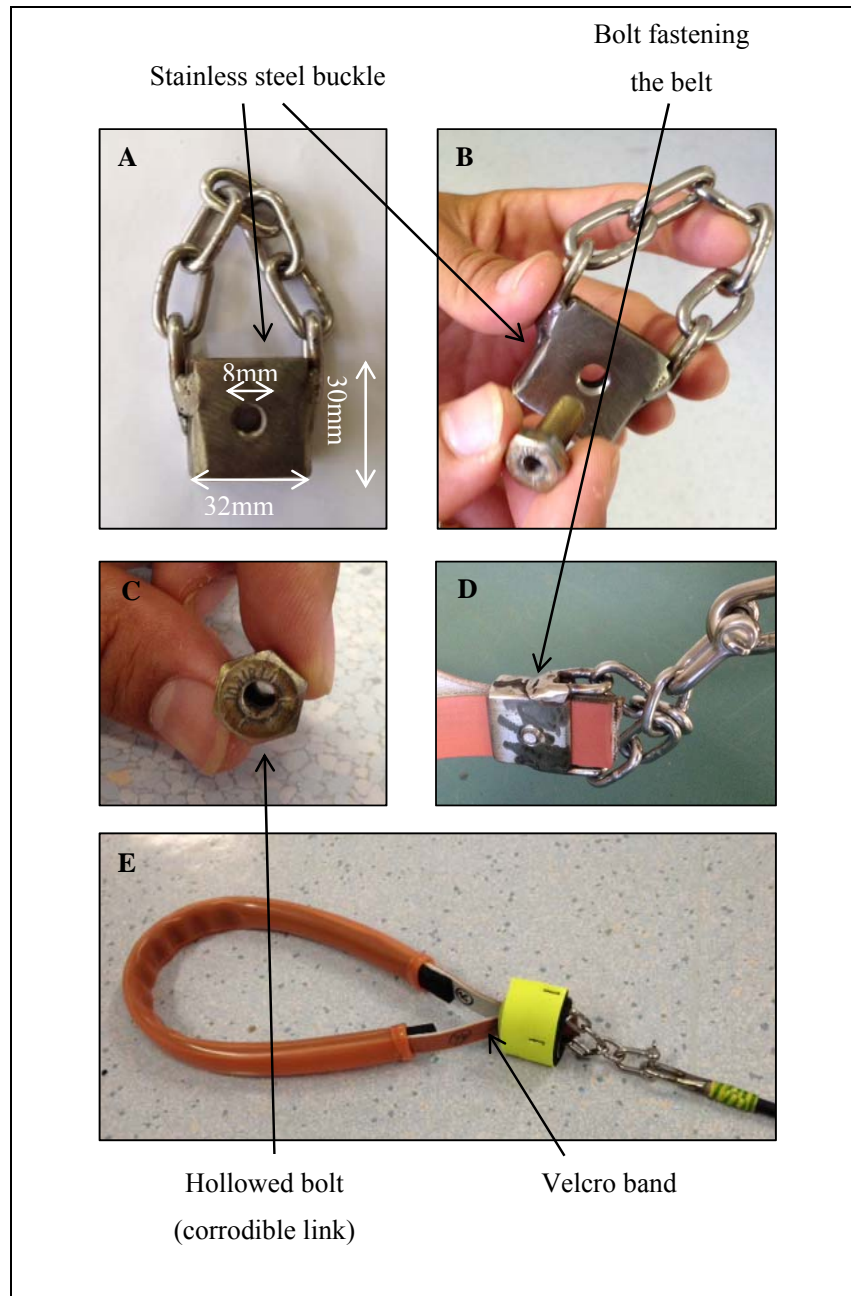 Bolt fastening
the belt
Stainless steel buckle
A
B
8mm
30mm
32mm
C
D
E
Hollowed bolt
(corrodible link)
Velcro band